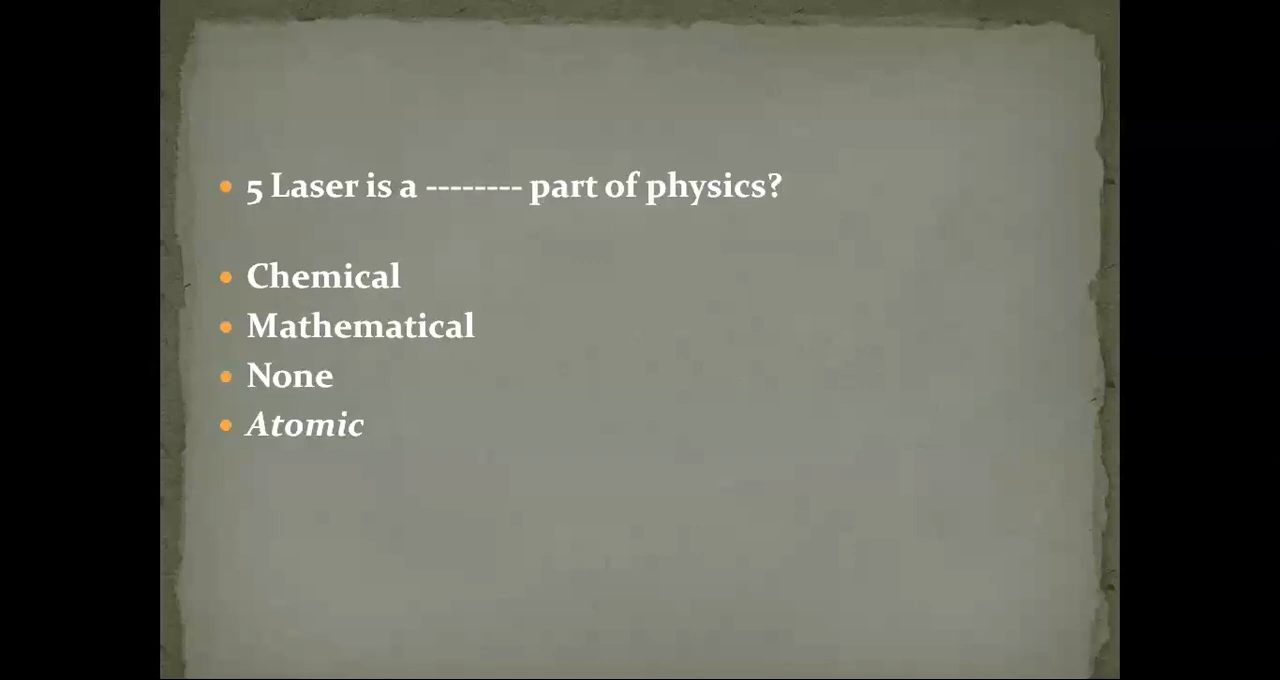 5 Laser is a -------- part of physics?
Chemical
Mathematical
None
Atomic